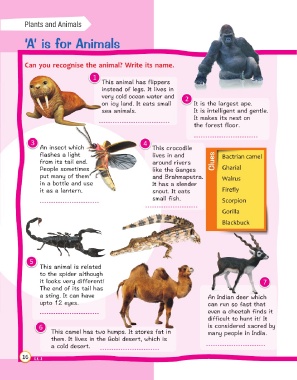 Plants and Animals
'A' is for Animals
Can you recognise the animal? Write its name.
1
This animal has flippers
instead of legs. It lives in
very cold ocean water and
on icy land. It eats small
sea animals.
2
It is the largest ape.
It is intelligent and gentle.
It makes its nest on
the forest floor.
3
An insect which
flashes a light
from its tail end.
People sometimes
put many of them
in a bottle and use
it as a lantern.
4
This crocodile
lives in and
around rivers
like the Ganges
and Brahmaputra.
It has a slender
snout. It eats
small fish.
Clues
Bactrian camel
Gharial
Walrus
Firefly
Scorpion
Gorilla
Blackbuck
5
This animal is related
to the spider although
it looks very different!
The end of its tail has
a sting. It can have
upto 12 eyes.
6
This camel has two humps. It stores fat in
them. It lives in the Gobi desert, which is
a cold desert.
7
An Indian deer which
can run so fast that
even a cheetah finds it
difficult to hunt it! It
is considered sacred by
many people in India.
16